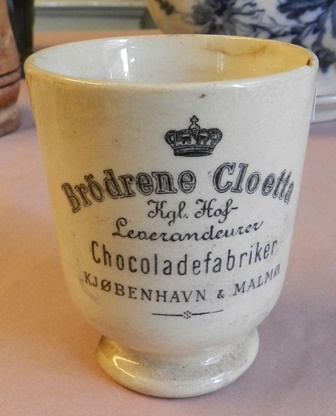 Brödrene Cloetta
Kgl. Hof-
Leverandeurer
Chocoladefabriker
KJØBENHAVN & MALMØ